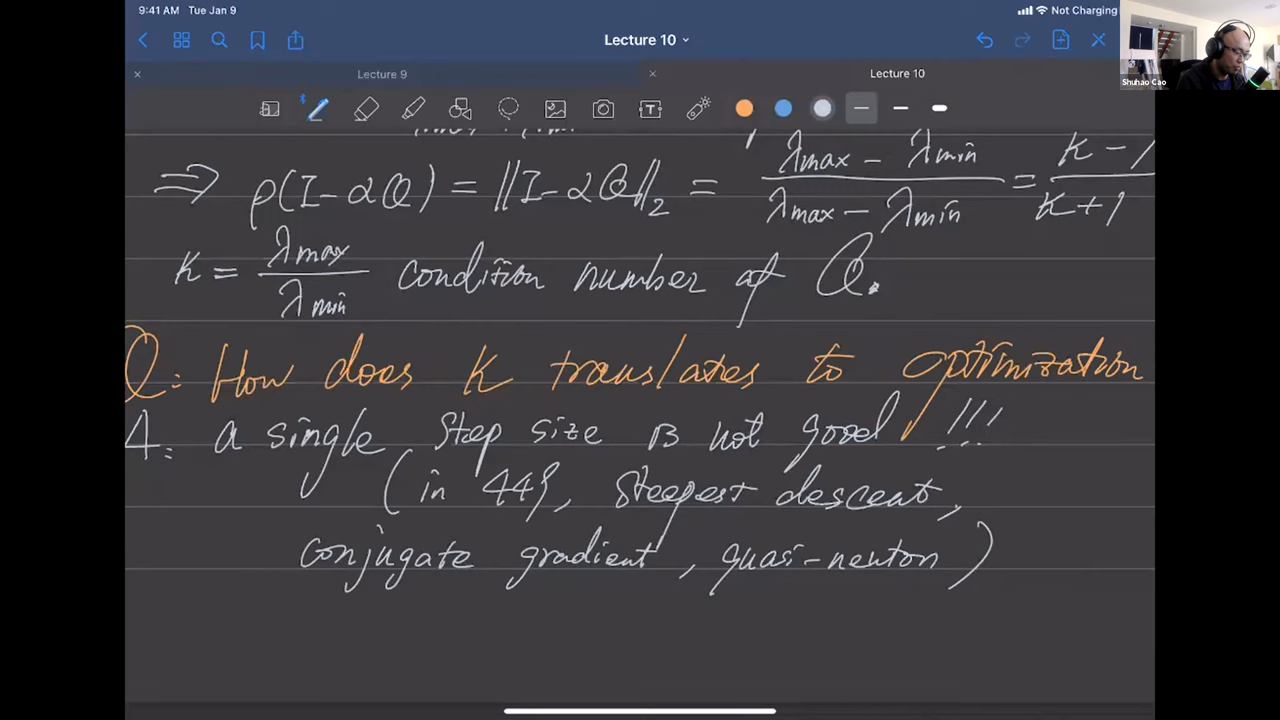 9:41 AM Tue Jan 9
Not Charging
Lecture 10
Lecture 9
Lecture 10
Shuhao Cao
⇒ ρ(I-αQ) = ||I-αQ||₂ = (λmax - λmin)/(λmax - λmin) = (κ-1)/(κ+1)
κ = λmax/λmin condition number of Q.
Q: How does κ translates to optimization
A: a single step size is not good !!!
(in 449, steepest descent,
conjugate gradient, quasi-newton)